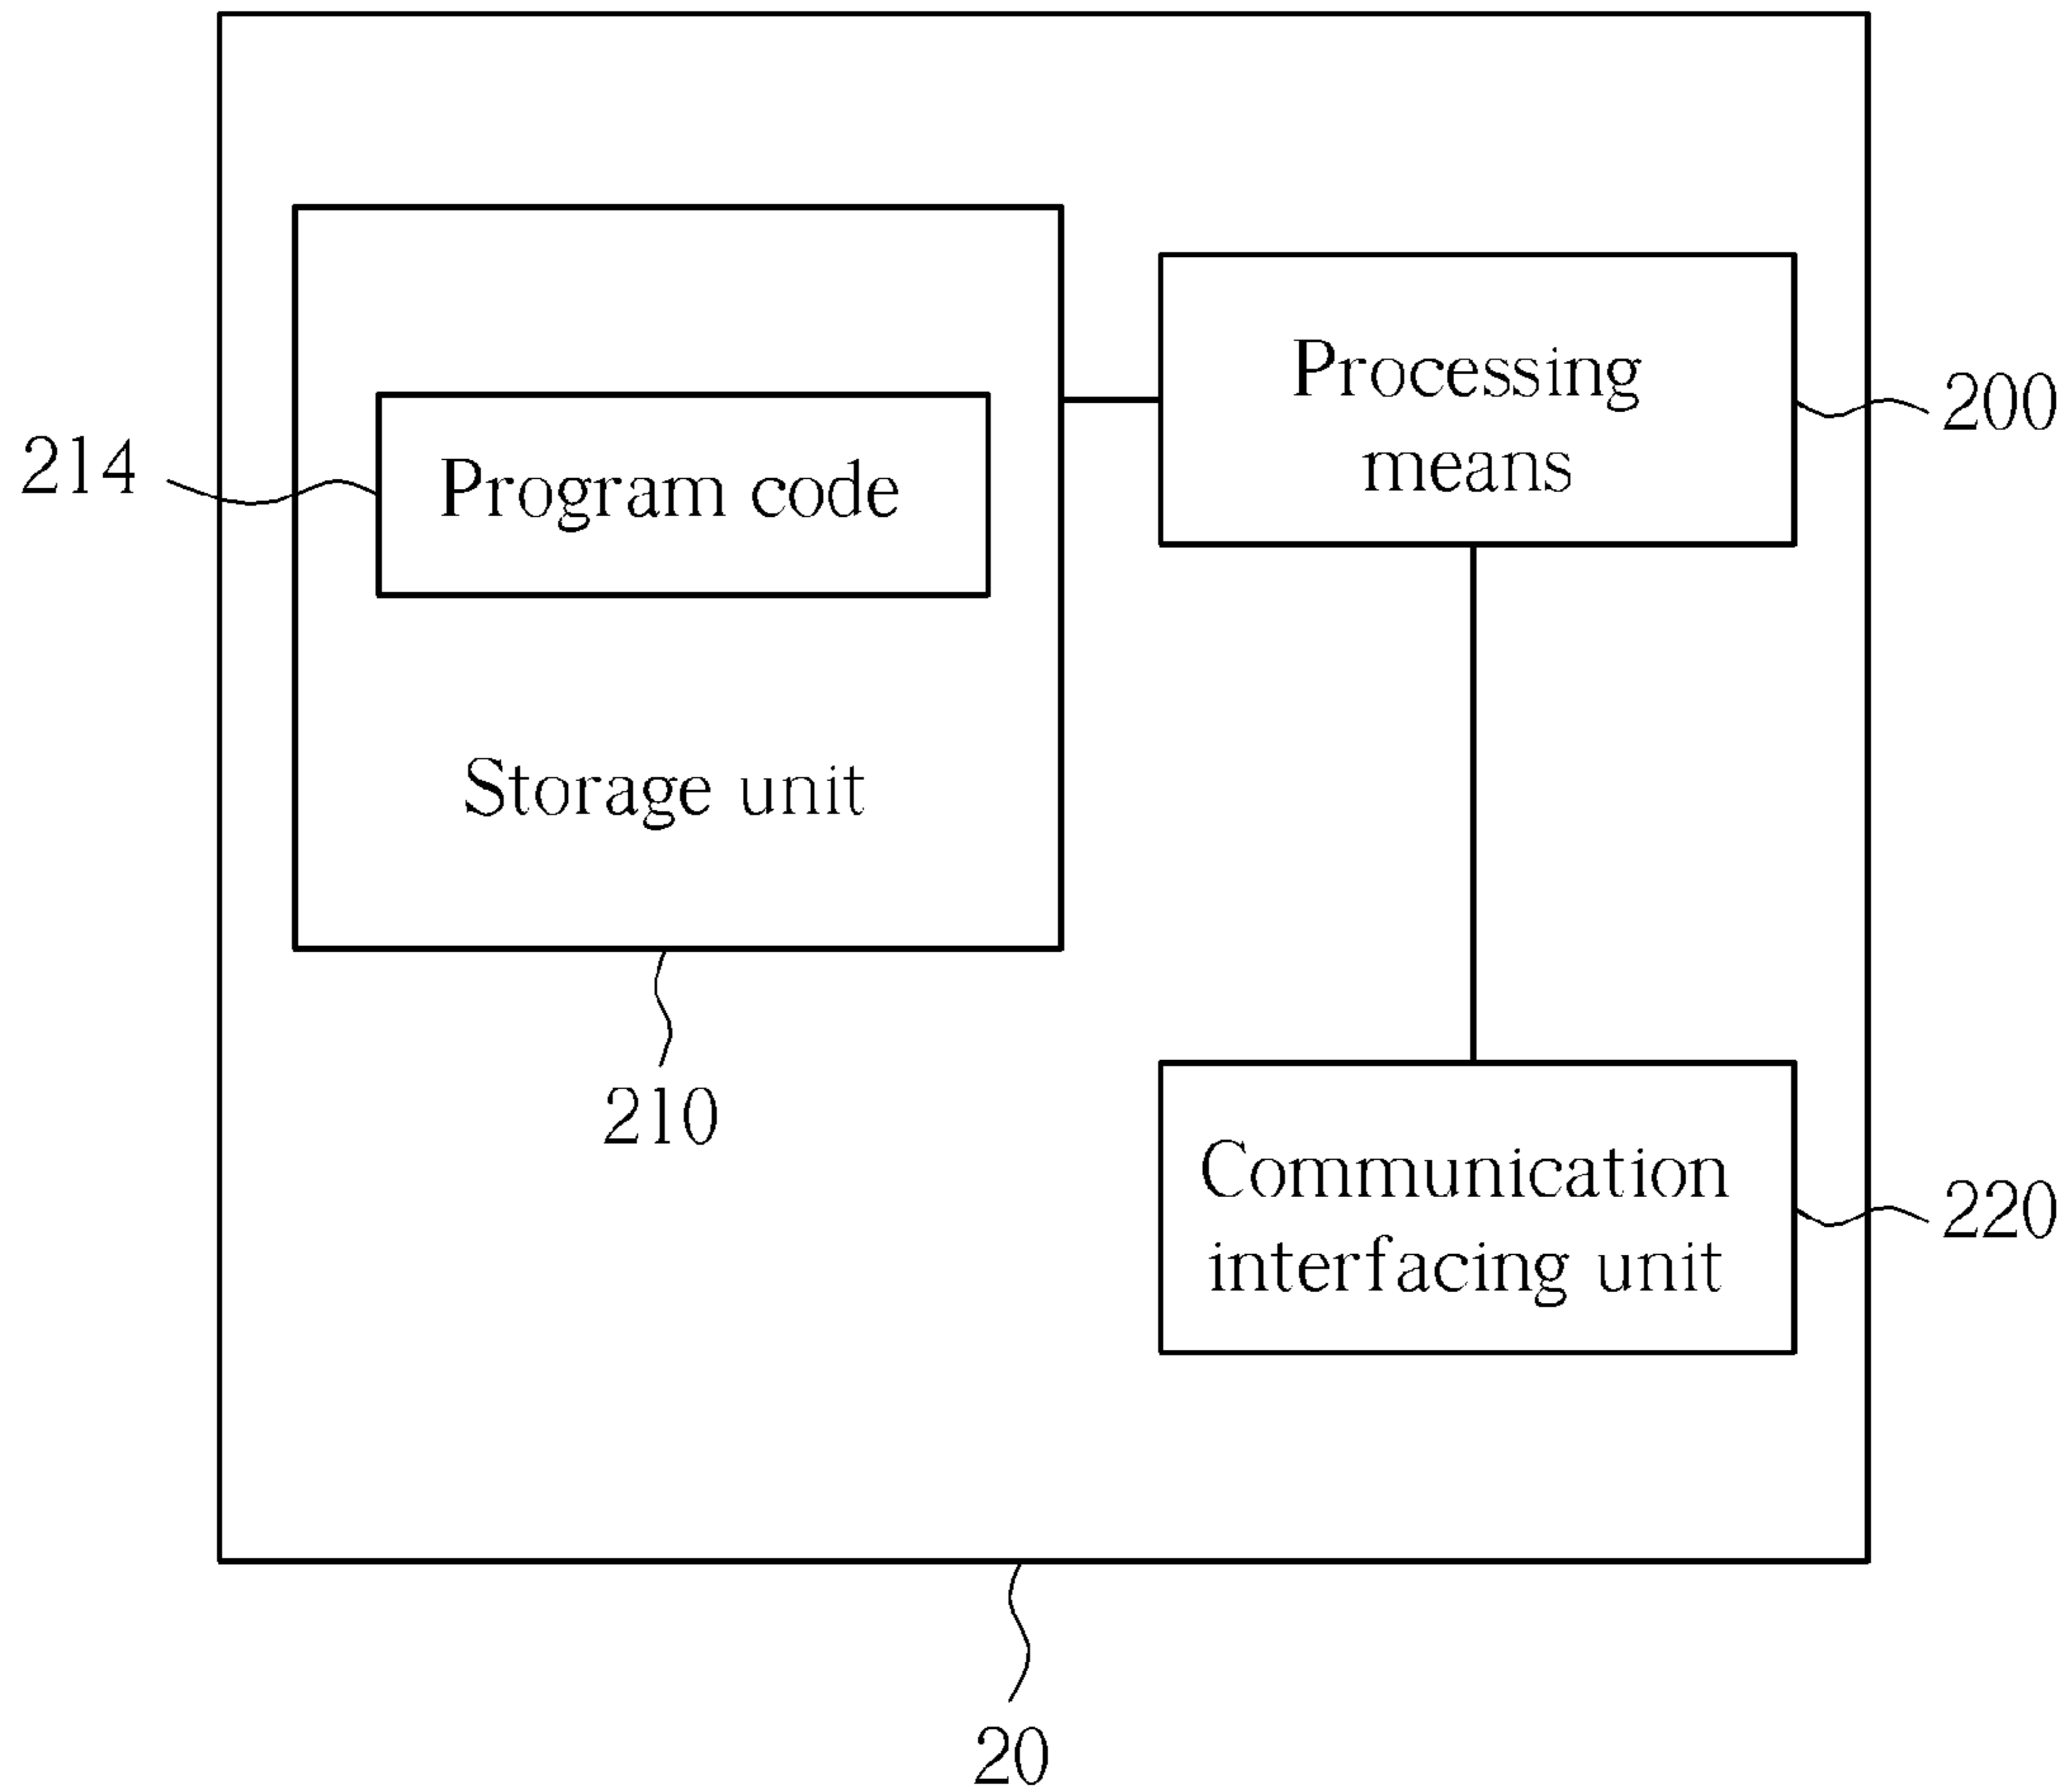 Processing
means
200
214
Program code
Storage unit
210
Communication
interfacing unit
220
20